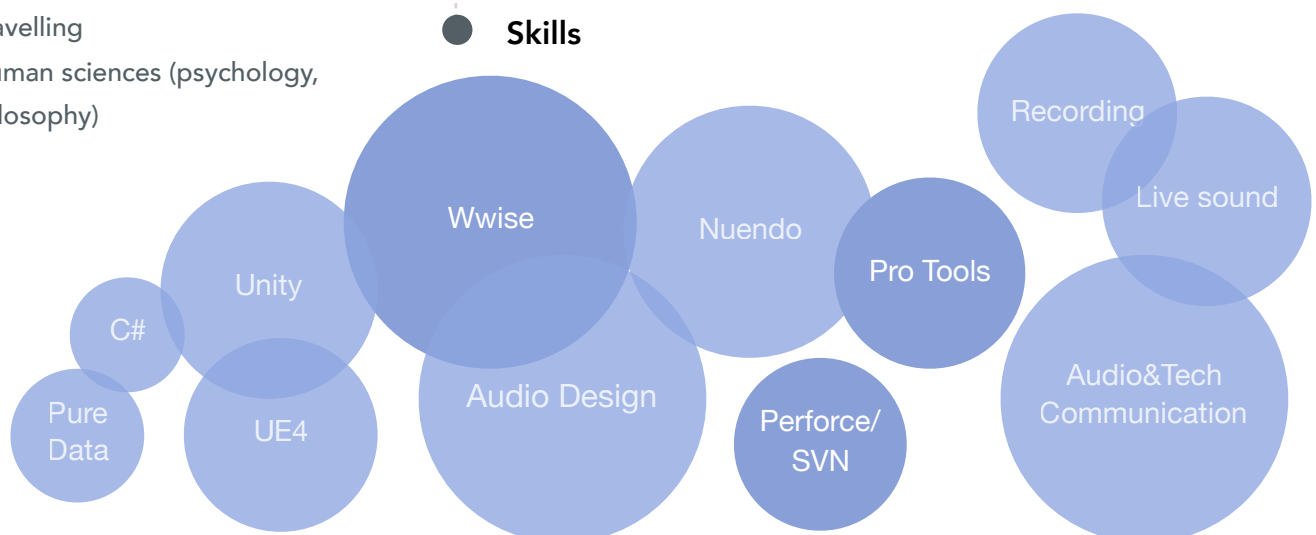 avelling
uman sciences (psychology,
losophy)
Skills
Recording
Live sound
Wwise
Nuendo
Pro Tools
Unity
C#
Audio&Tech
Communication
Audio Design
Pure
Data
UE4
Perforce/
SVN